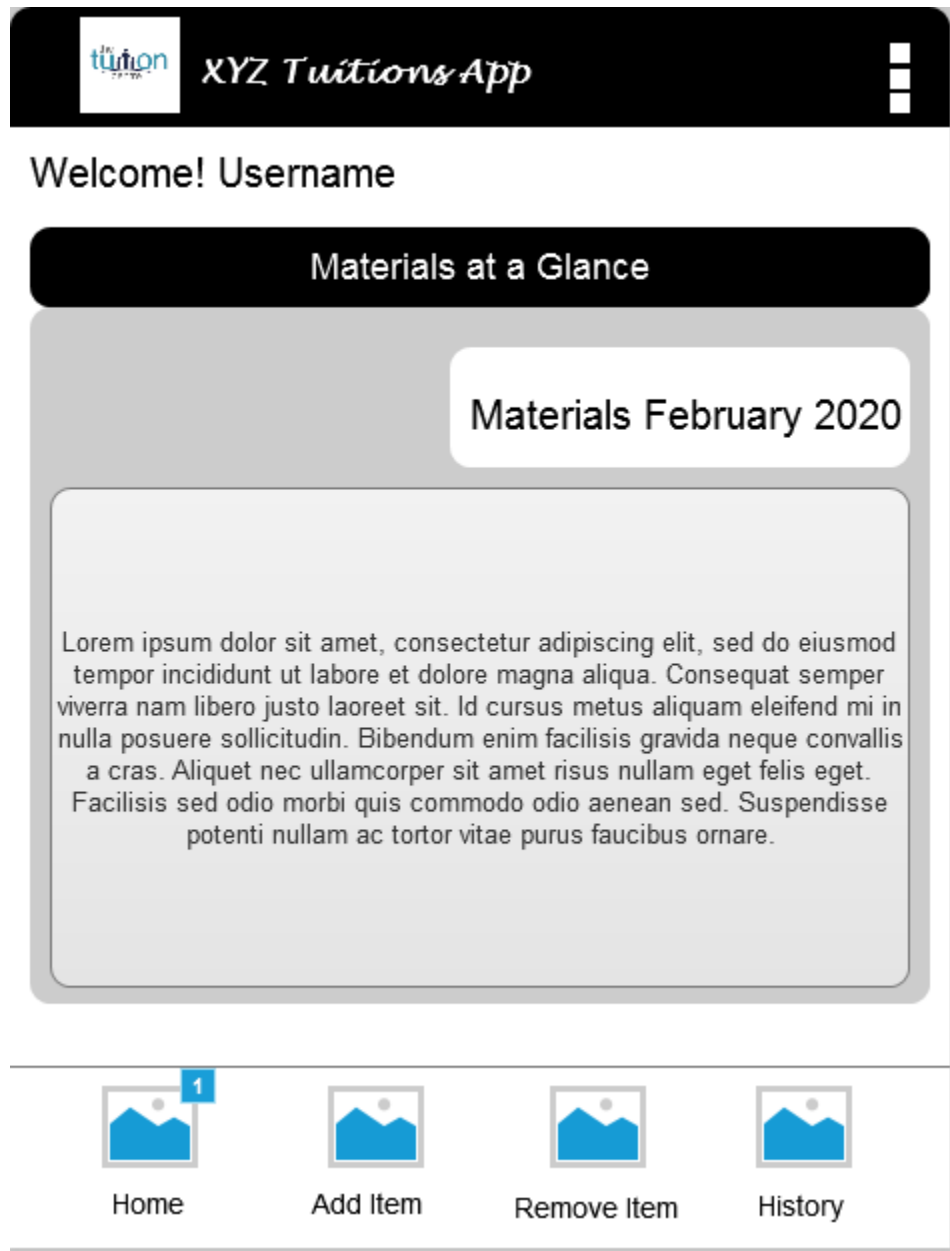 the
tuition
centre
XYZ Tuitions App
Welcome! Username
Materials at a Glance
Materials February 2020
Lorem ipsum dolor sit amet, consectetur adipiscing elit, sed do eiusmod
tempor incididunt ut labore et dolore magna aliqua. Consequat semper
viverra nam libero justo laoreet sit. Id cursus metus aliquam eleifend mi in
nulla posuere sollicitudin. Bibendum enim facilisis gravida neque convallis
a cras. Aliquet nec ullamcorper sit amet risus nullam eget felis eget.
Facilisis sed odio morbi quis commodo odio aenean sed. Suspendisse
potenti nullam ac tortor vitae purus faucibus ornare.
1
Home Add Item Remove Item History